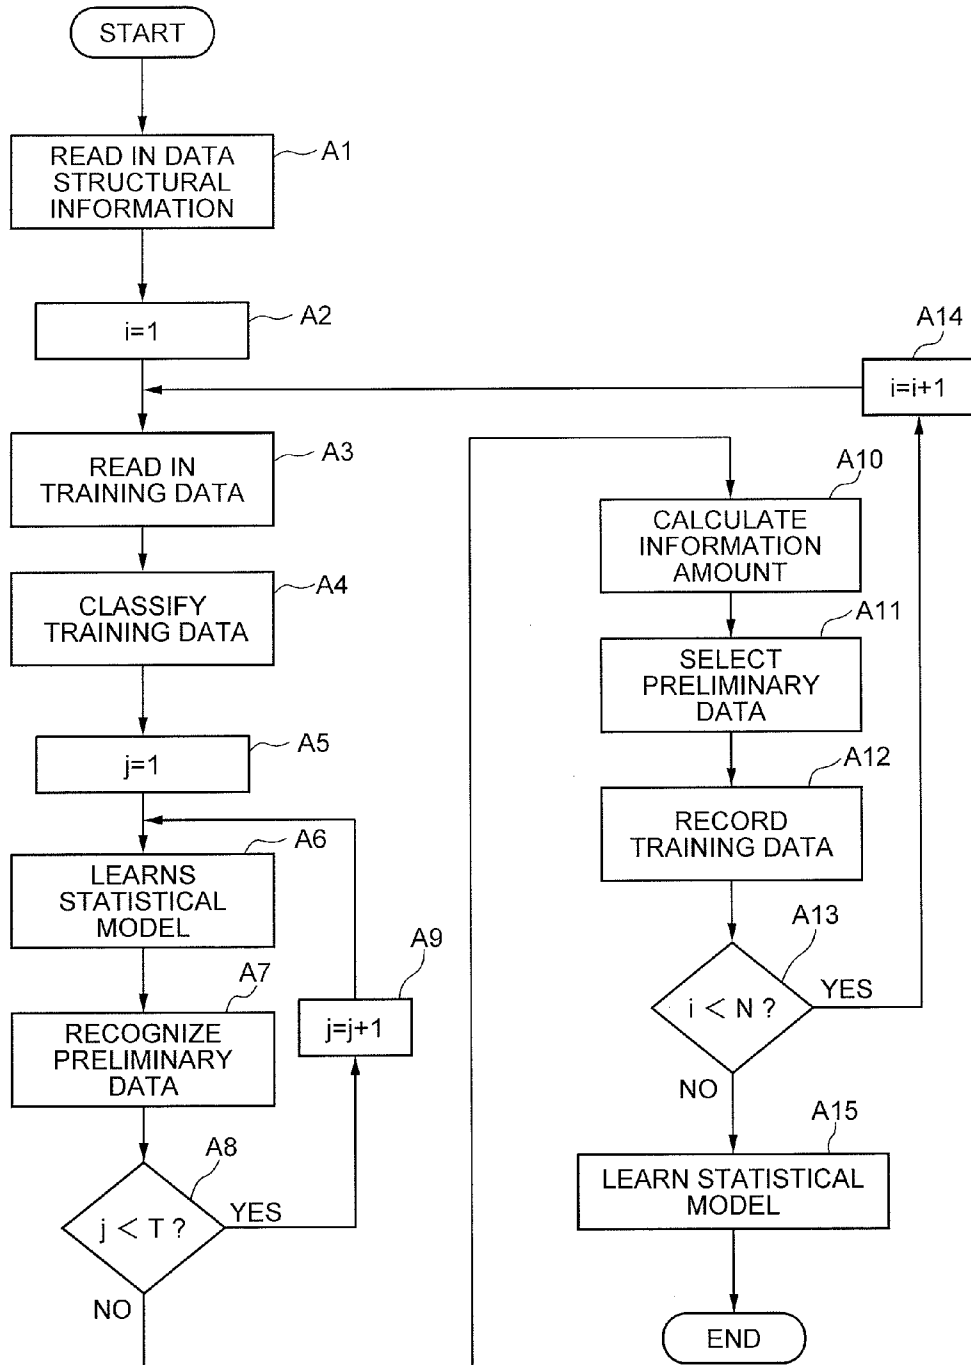 START
READ IN DATA
STRUCTURAL
INFORMATION
A1
i=1
A2
READ IN
TRAINING DATA
A3
CLASSIFY
TRAINING DATA
A4
j=1
A5
LEARNS
STATISTICAL
MODEL
A6
RECOGNIZE
PRELIMINARY
DATA
A7
j < T ?
A8
YES
NO
j=j+1
A9
CALCULATE
INFORMATION
AMOUNT
A10
SELECT
PRELIMINARY
DATA
A11
RECORD
TRAINING DATA
A12
i < N ?
A13
YES
NO
i=i+1
A14
LEARN STATISTICAL
MODEL
A15
END